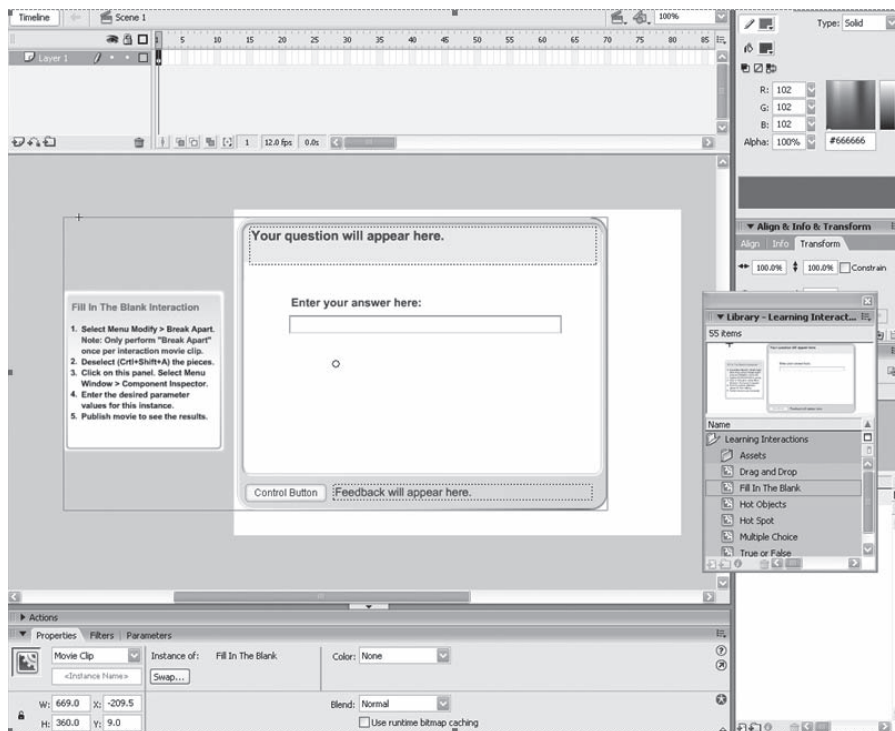 Timeline
Scene 1
100%
1 5 10 15 20 25 30 35 40 45 50 55 60 65 70 75 80 85
Layer 1
1 12.0 fps 0.0s
Type: Solid
R: 102
G: 102
B: 102
Alpha: 100% #666666
Align & Info & Transform
Align Info Transform
100.0% 100.0% Constrain
Your question will appear here.
Enter your answer here:
Control Button
Feedback will appear here.
Fill In The Blank Interaction
1. Select Menu Modify > Break Apart.
Note: Only perform "Break Apart"
once per interaction movie clip.
2. Deselect (Crtl+Shift+A) the pieces.
3. Click on this panel. Select Menu
Window > Component Inspector.
4. Enter the desired parameter
values for this instance.
5. Publish movie to see the results.
Library - Learning Interact...
55 items
Name
Learning Interactions
Assets
Drag and Drop
Fill In The Blank
Hot Objects
Hot Spot
Multiple Choice
True or False
Actions
Properties Filters Parameters
Movie Clip Instance of: Fill In The Blank Color: None
<Instance Name> Swap...
W: 669.0 X: -209.5 Blend: Normal
H: 360.0 Y: 9.0 Use runtime bitmap caching